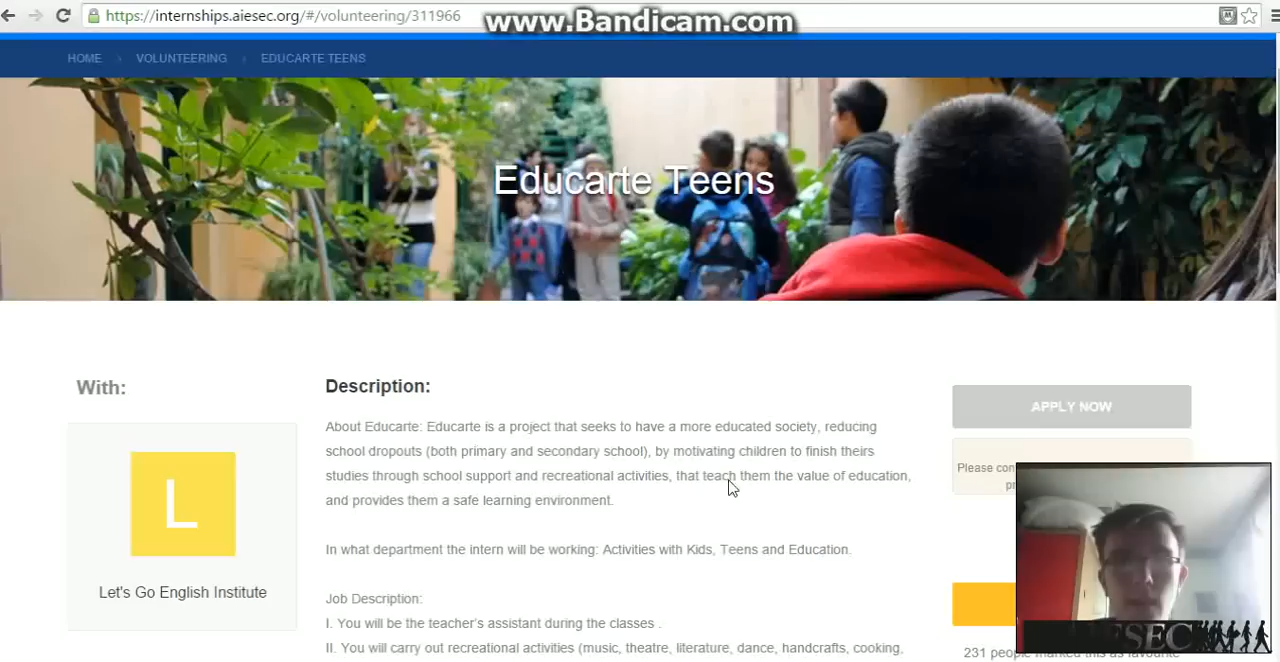 https://internships.aiesec.org/#/volunteering/311966
www.Bandicam.com
HOME > VOLUNTEERING / EDUCARTE TEENS
Educarte Teens
With:
L
Let's Go English Institute
Description:
About Educarte: Educarte is a project that seeks to have a more educated society, reducing
school dropouts (both primary and secondary school), by motivating children to finish theirs
studies through school support and recreational activities, that teach them the value of education,
and provides them a safe learning environment.
In what department the intern will be working: Activities with Kids, Teens and Education.
Job Description:
I. You will be the teacher's assistant during the classes .
II. You will carry out recreational activities (music, theatre, literature, dance, handcrafts, cooking,
APPLY NOW
Please
231 people marked this as favourite
AIESEC